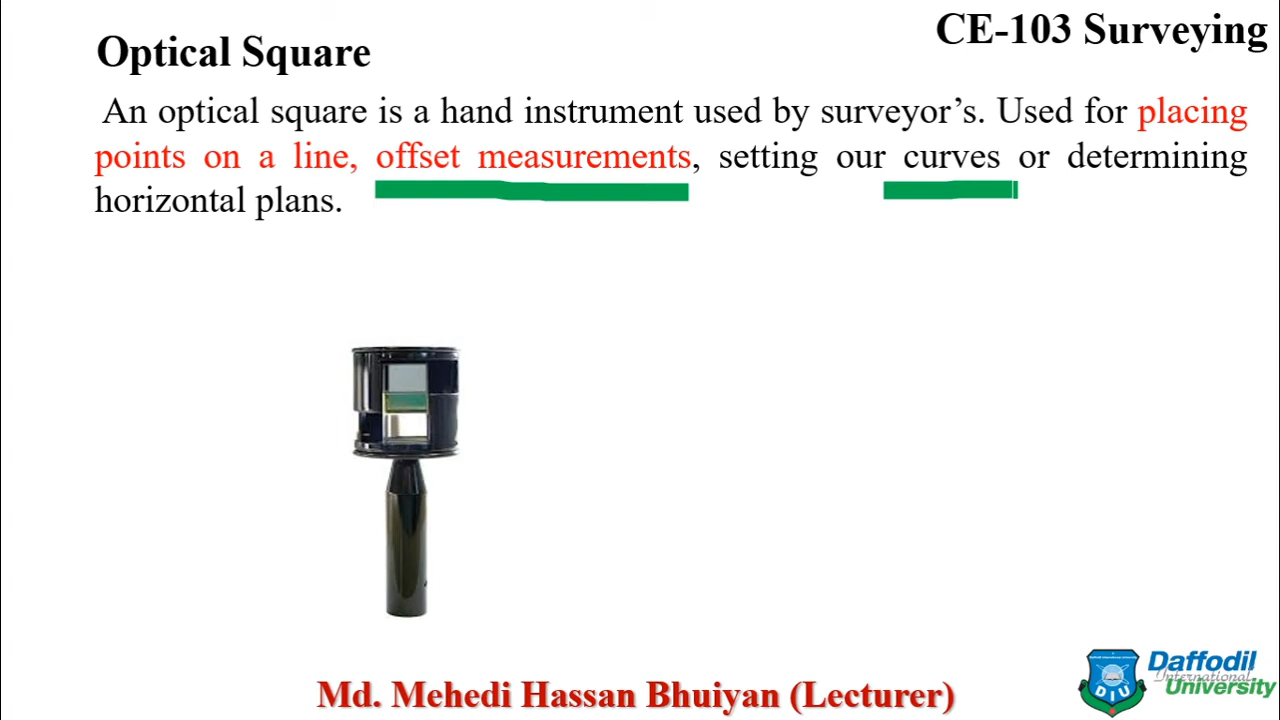 CE-103 Surveying
Optical Square
An optical square is a hand instrument used by surveyor’s. Used for placing
points on a line, offset measurements, setting our curves or determining
horizontal plans.
Md. Mehedi Hassan Bhuiyan (Lecturer)
Daffodil
International
University
DIU